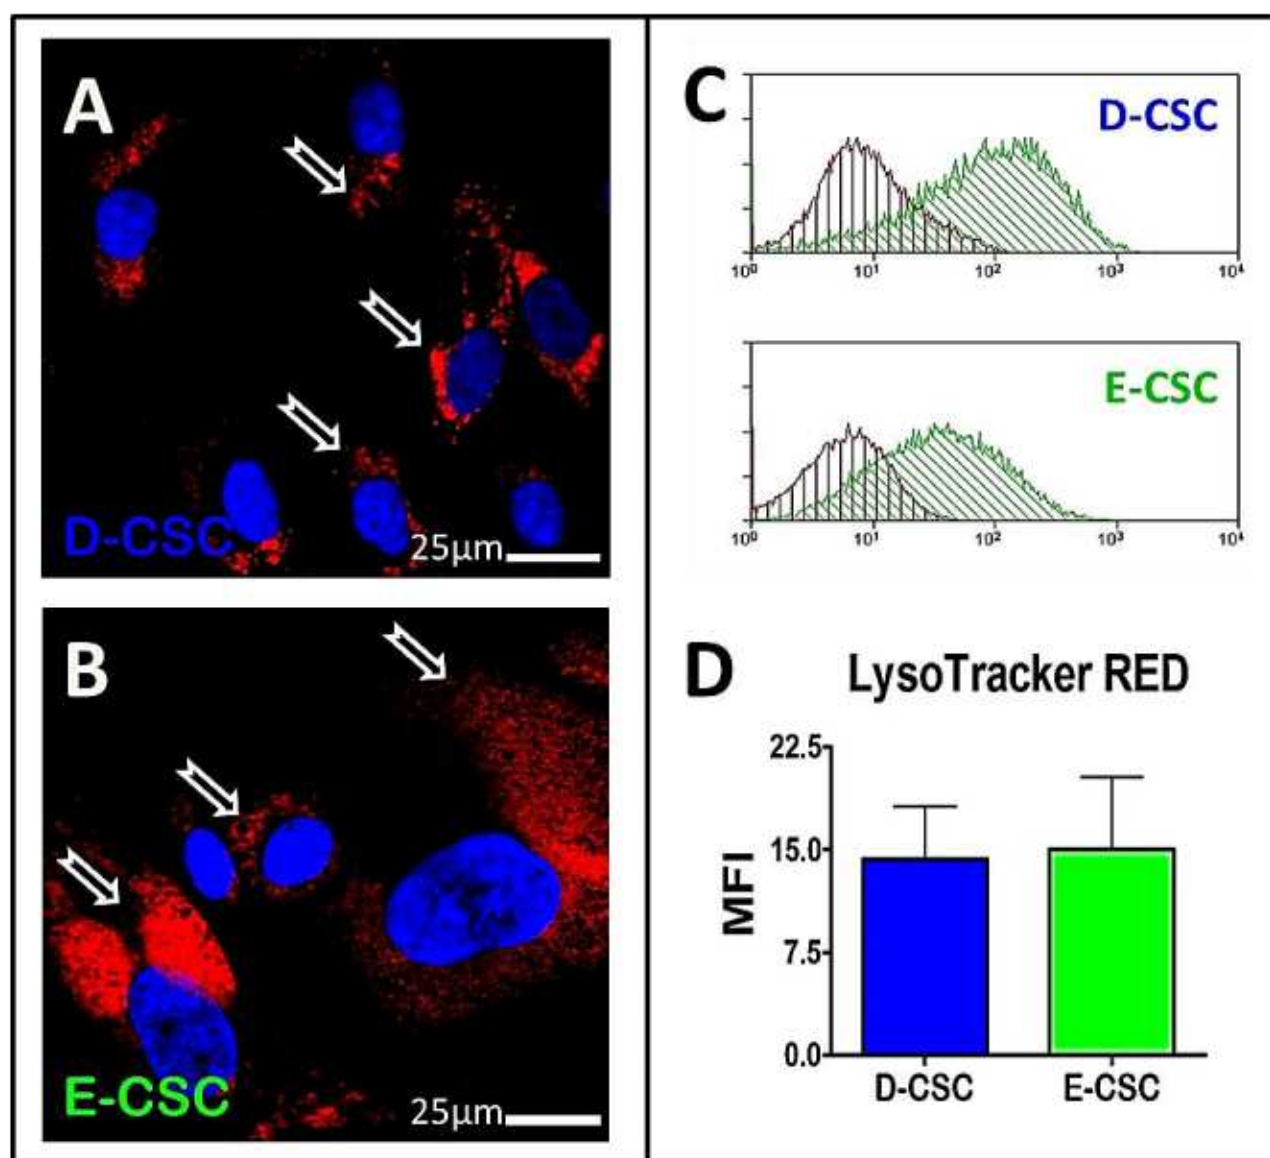 A
D-CSC
25μm
B
E-CSC
25μm
C
D-CSC
10⁰ 10¹ 10² 10³ 10⁴
E-CSC
10⁰ 10¹ 10² 10³ 10⁴
D
LysoTracker RED
MFI
22.5
15.0
7.5
0.0
D-CSC E-CSC